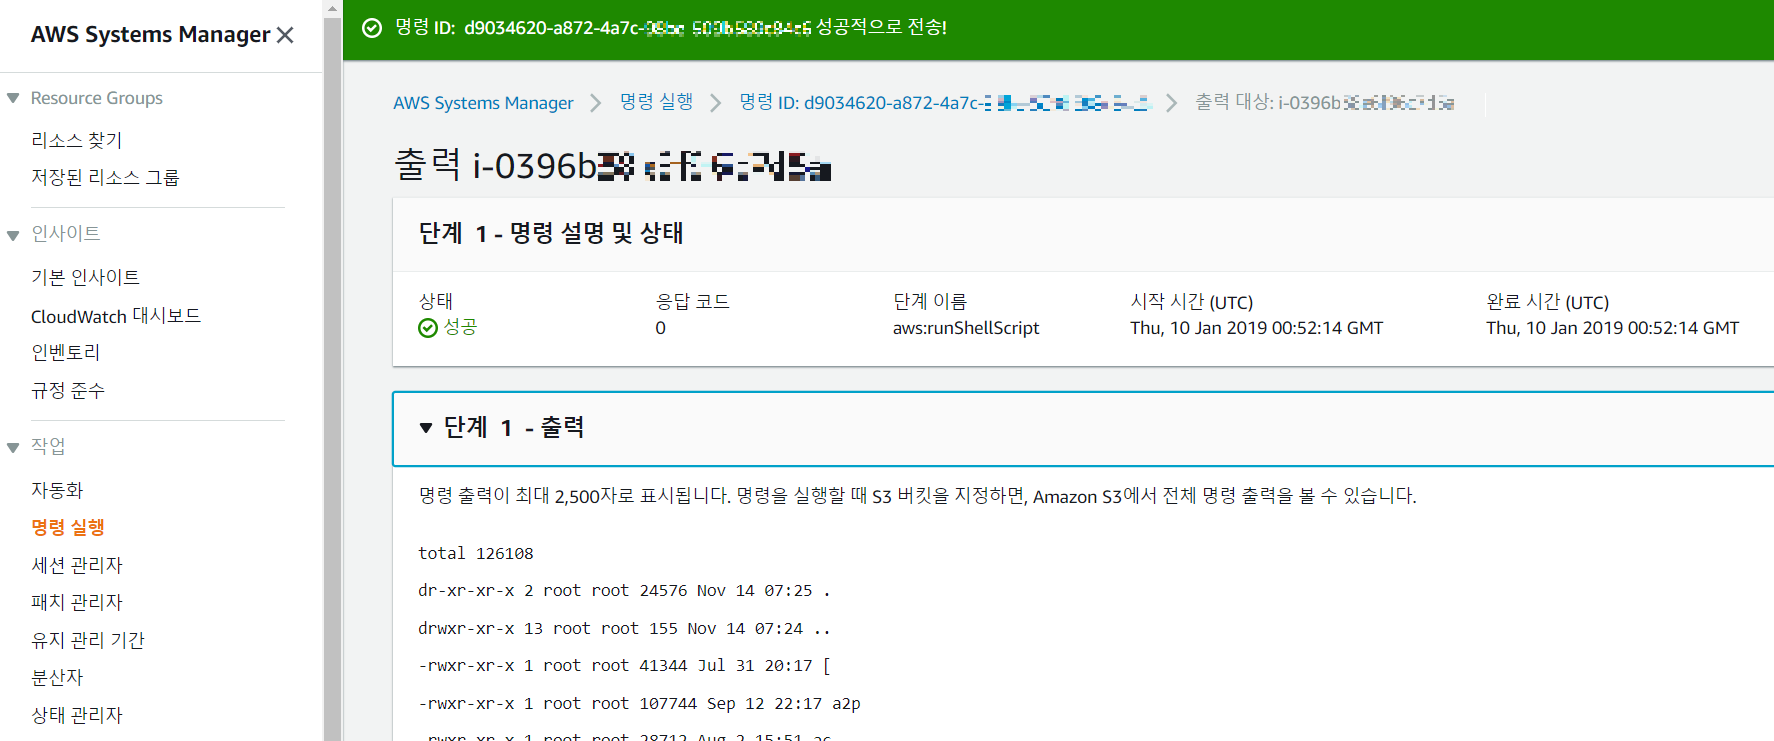 AWS Systems Manager
Resource Groups
리소스 찾기
저장된 리소스 그룹
인사이트
기본 인사이트
CloudWatch 대시보드
인벤토리
규정 준수
작업
자동화
명령 실행
세션 관리자
패치 관리자
유지 관리 기간
분산자
상태 관리자
명령 ID: d9034620-a872-4a7c- 성공적으로 전송!
AWS Systems Manager 명령 실행 명령 ID: d9034620-a872-4a7c- 출력 대상: i-0396b
출력 i-0396b
단계 1 - 명령 설명 및 상태
상태 응답 코드 단계 이름 시작 시간 (UTC) 완료 시간 (UTC)
성공 0 aws:runShellScript Thu, 10 Jan 2019 00:52:14 GMT Thu, 10 Jan 2019 00:52:14 GMT
단계 1 - 출력
명령 출력이 최대 2,500자로 표시됩니다. 명령을 실행할 때 S3 버킷을 지정하면, Amazon S3에서 전체 명령 출력을 볼 수 있습니다.
total 126108
dr-xr-xr-x 2 root root 24576 Nov 14 07:25 .
drwxr-xr-x 13 root root 155 Nov 14 07:24 ..
-rwxr-xr-x 1 root root 41344 Jul 31 20:17 [
-rwxr-xr-x 1 root root 107744 Sep 12 22:17 a2p
-rwxr-xr-x 1 root root 28712 Aug 2 15:51